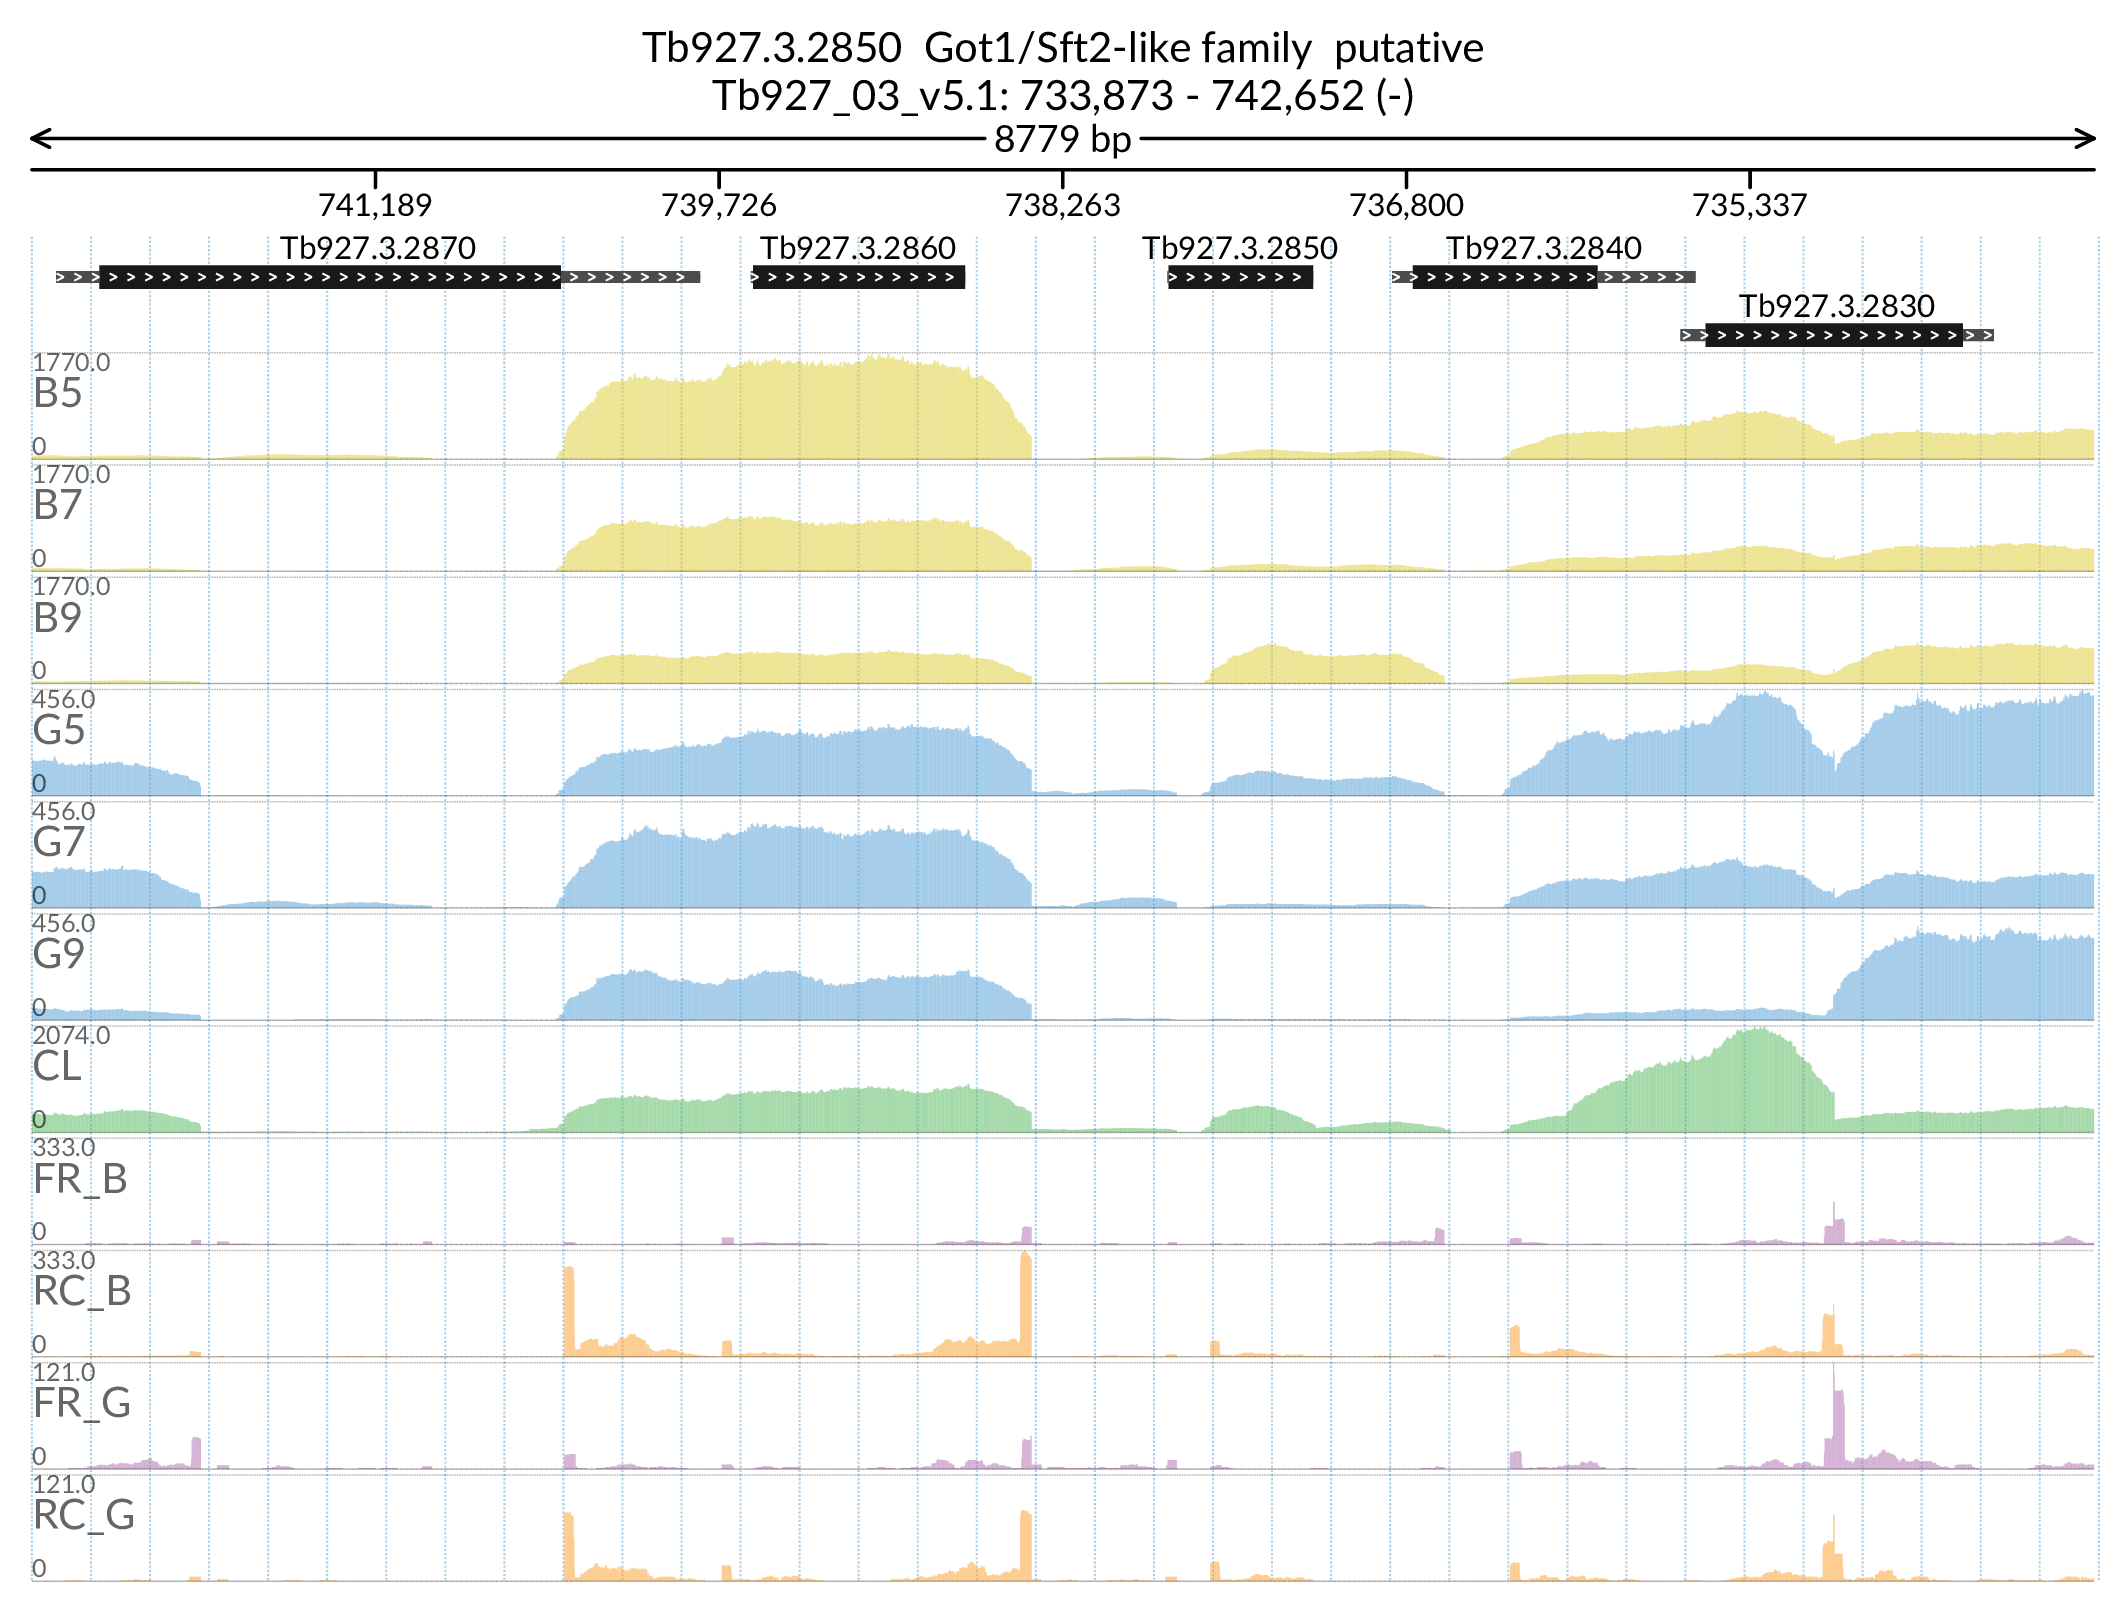 Tb927.3.2850 Got1/Sft2-like family putative
Tb927_03_v5.1: 733,873 - 742,652 (-)
8779 bp
741,189 739,726 738,263 736,800 735,337
Tb927.3.2870 Tb927.3.2860 Tb927.3.2850 Tb927.3.2840
Tb927.3.2830
1770.0
B5
0
1770.0
B7
0
1770.0
B9
0
456.0
G5
0
456.0
G7
0
456.0
G9
0
2074.0
CL
0
333.0
FR_B
0
333.0
RC_B
0
121.0
FR_G
0
121.0
RC_G
0